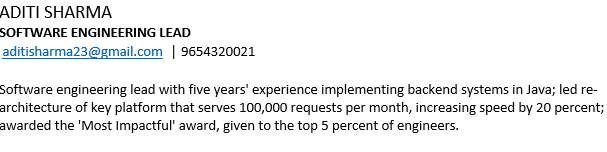 ADITI SHARMA
SOFTWARE ENGINEERING LEAD
aditisharma23@gmail.com | 9654320021
Software engineering lead with five years' experience implementing backend systems in Java; led re-
architecture of key platform that serves 100,000 requests per month, increasing speed by 20 percent;
awarded the 'Most Impactful' award, given to the top 5 percent of engineers.